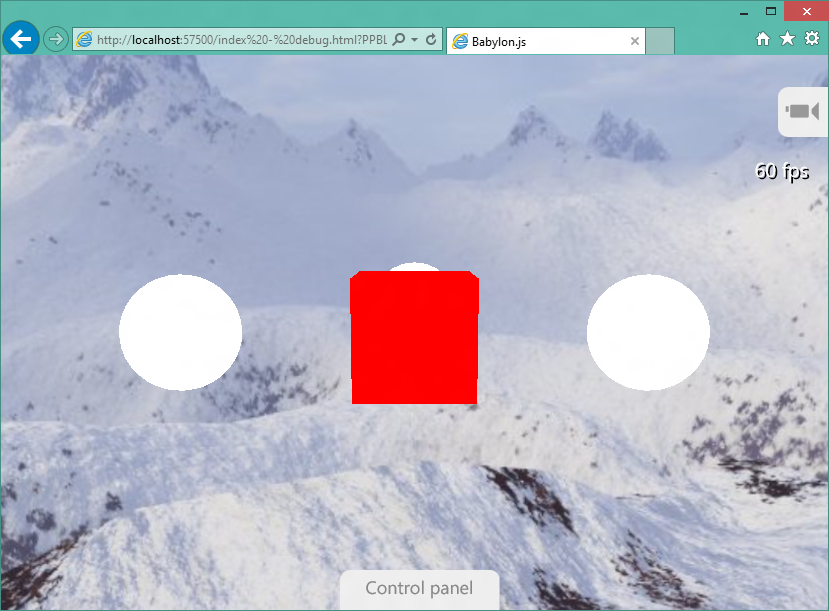 http://localhost:57500/index%20-%20debug.html?PPBL
Babylon.js
60 fps
Control panel